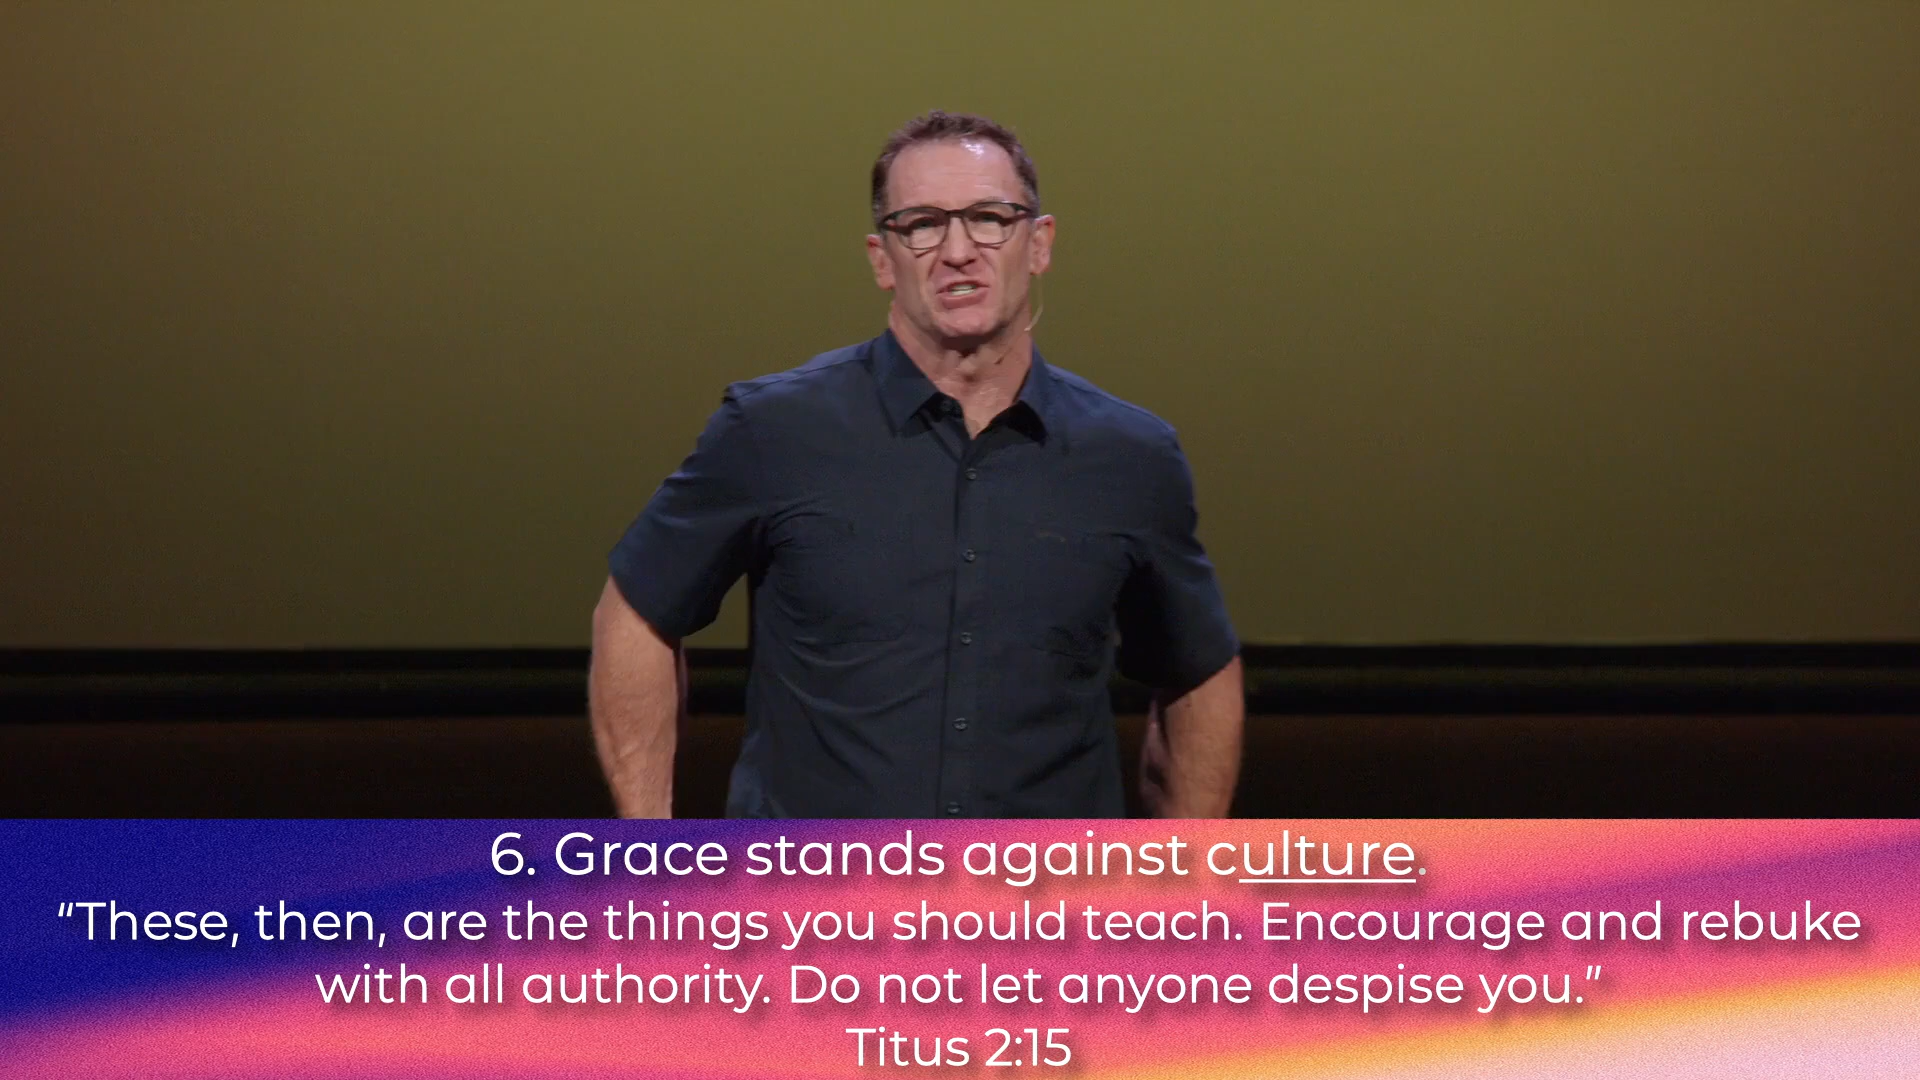 6. Grace stands against culture.
“These, then, are the things you should teach. Encourage and rebuke
with all authority. Do not let anyone despise you.”
Titus 2:15